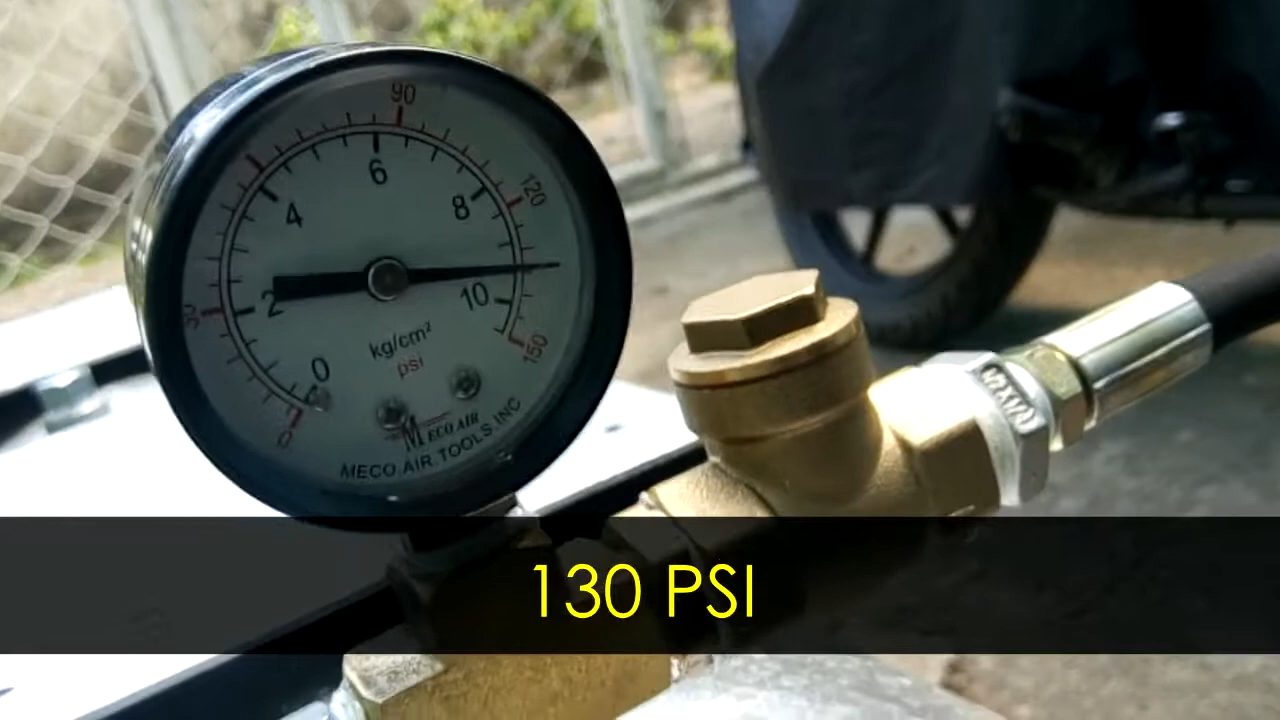 90
120
6
8
4
2
30
10
kg/cm²
psi
150
0
0
MECO AIR
MECO AIR TOOLS, INC
130 PSI